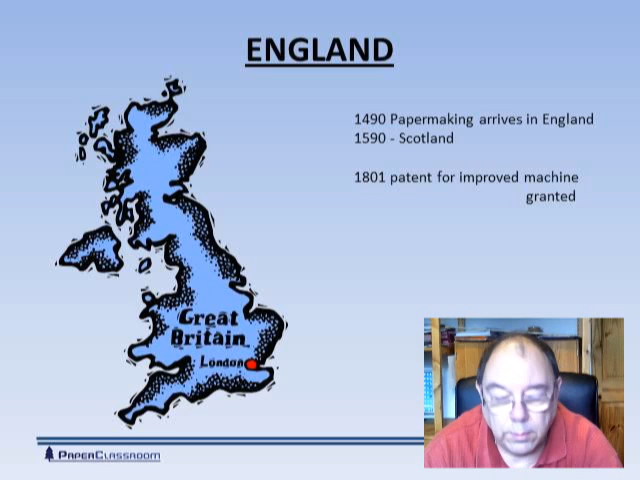 ENGLAND
1490 Papermaking arrives in England
1590 - Scotland
1801 patent for improved machine
granted
Great
Britain
London
PAPERCLASSROOM